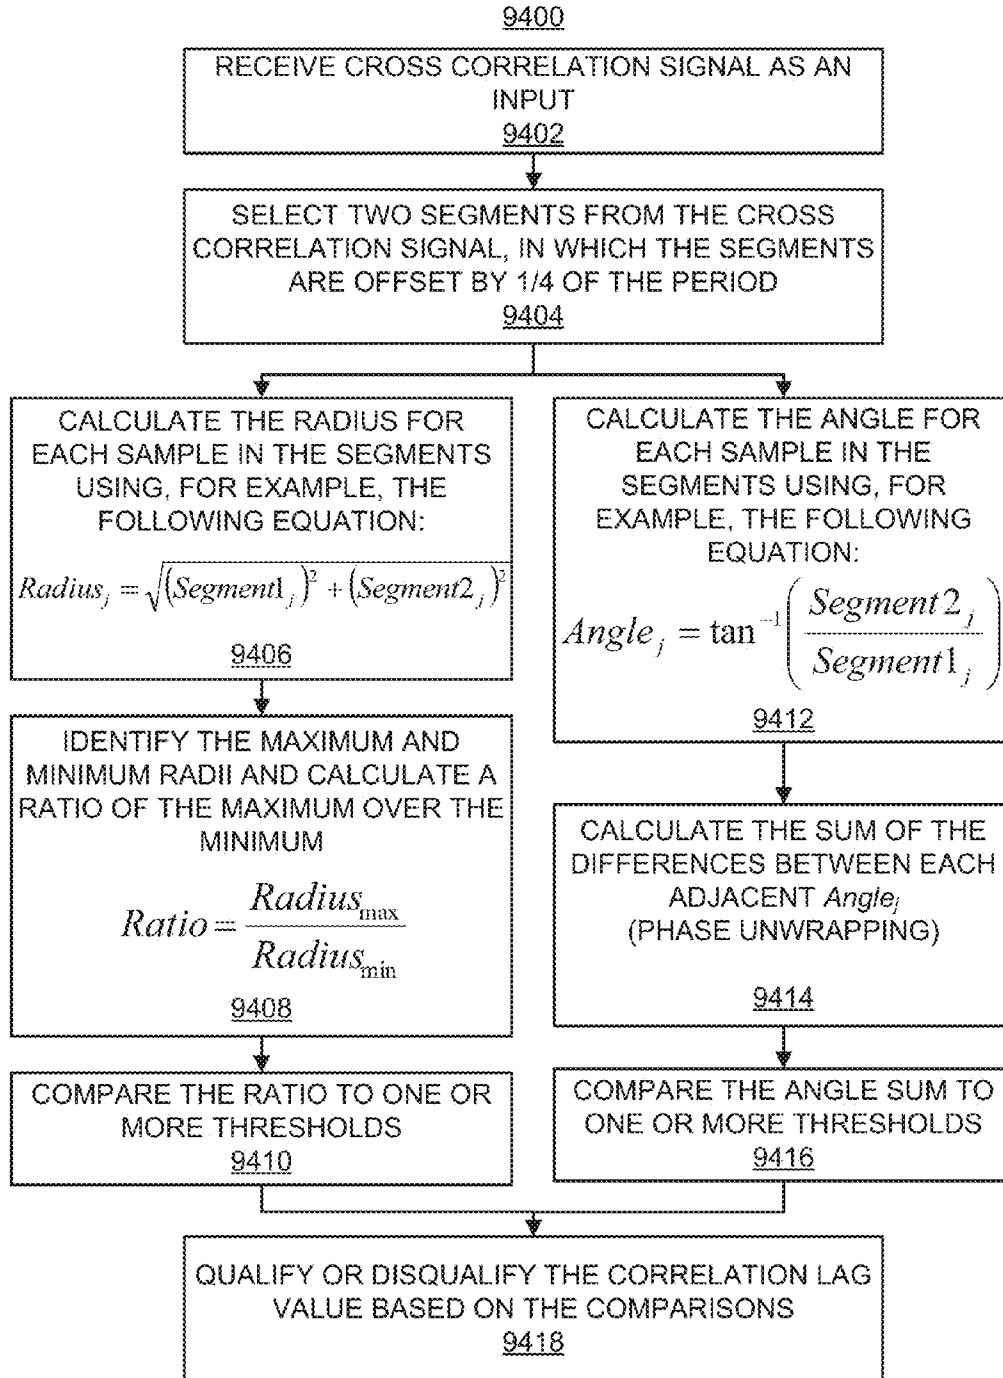 9400
RECEIVE CROSS CORRELATION SIGNAL AS AN
INPUT
9402
SELECT TWO SEGMENTS FROM THE CROSS
CORRELATION SIGNAL, IN WHICH THE SEGMENTS
ARE OFFSET BY 1/4 OF THE PERIOD
9404
CALCULATE THE RADIUS FOR
EACH SAMPLE IN THE SEGMENTS
USING, FOR EXAMPLE, THE
FOLLOWING EQUATION:
Radius_j = √((Segment1_j)² + (Segment2_j)²)
9406
IDENTIFY THE MAXIMUM AND
MINIMUM RADII AND CALCULATE A
RATIO OF THE MAXIMUM OVER THE
MINIMUM
Ratio = Radius_max / Radius_min
9408
COMPARE THE RATIO TO ONE OR
MORE THRESHOLDS
9410
CALCULATE THE ANGLE FOR
EACH SAMPLE IN THE
SEGMENTS USING, FOR
EXAMPLE, THE FOLLOWING
EQUATION:
Angle_j = tan⁻¹(Segment2_j / Segment1_j)
9412
CALCULATE THE SUM OF THE
DIFFERENCES BETWEEN EACH
ADJACENT Angle_j
(PHASE UNWRAPPING)
9414
COMPARE THE ANGLE SUM TO
ONE OR MORE THRESHOLDS
9416
QUALIFY OR DISQUALIFY THE CORRELATION LAG
VALUE BASED ON THE COMPARISONS
9418